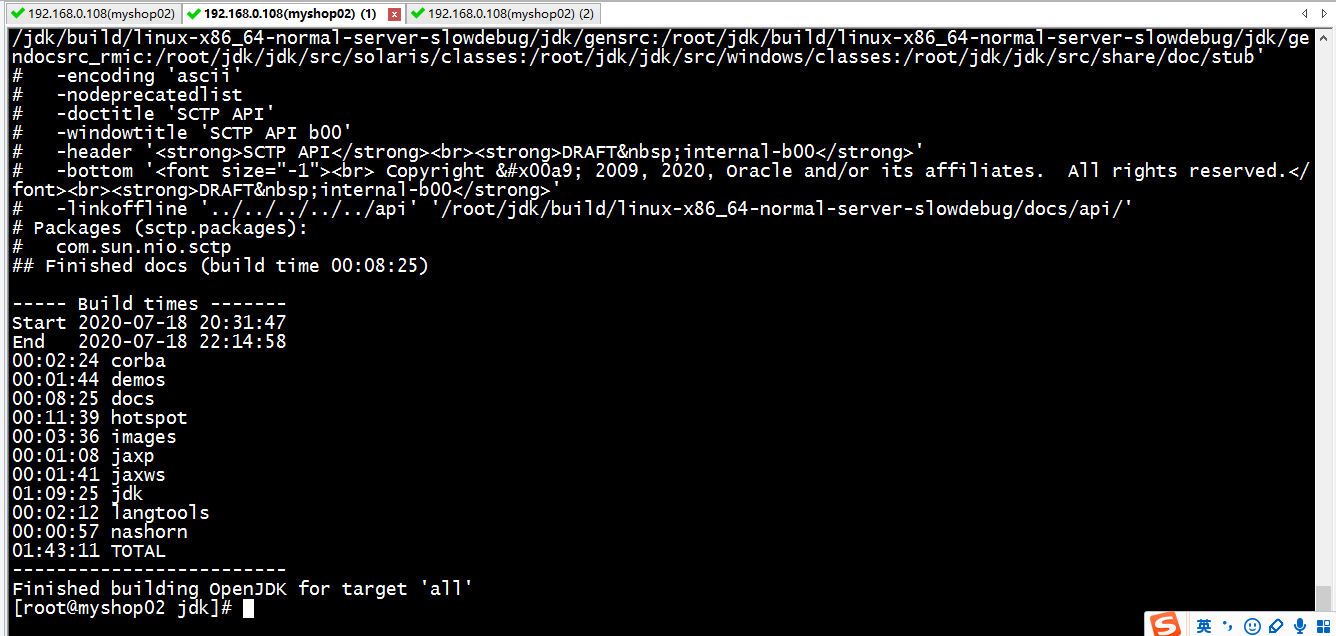 192.168.0.108(myshop02) 192.168.0.108(myshop02) (1) x 192.168.0.108(myshop02) (2)
/jdk/build/linux-x86_64-normal-server-slowdebug/jdk/gensrc:/root/jdk/build/linux-x86_64-normal-server-slowdebug/jdk/ge
ndocsrc_rmic:/root/jdk/jdk/src/solaris/classes:/root/jdk/jdk/src/windows/classes:/root/jdk/jdk/src/share/doc/stub'
#   -encoding 'ascii'
#   -nodeprecatedlist
#   -doctitle 'SCTP API'
#   -windowtitle 'SCTP API b00'
#   -header '<strong>SCTP API</strong><br><strong>DRAFT&nbsp;internal-b00</strong>'
#   -bottom '<font size="-1"><br> Copyright &#x00a9; 2009, 2020, Oracle and/or its affiliates.  All rights reserved.</
font><br><strong>DRAFT&nbsp;internal-b00</strong>'
#   -linkoffline '../../../../../api' '/root/jdk/build/linux-x86_64-normal-server-slowdebug/docs/api/'
# Packages (sctp.packages):
#   com.sun.nio.sctp
## Finished docs (build time 00:08:25)
----- Build times -------
Start 2020-07-18 20:31:47
End   2020-07-18 22:14:58
00:02:24 corba
00:01:44 demos
00:08:25 docs
00:11:39 hotspot
00:03:36 images
00:01:08 jaxp
00:01:41 jaxws
01:09:25 jdk
00:02:12 langtools
00:00:57 nashorn
01:43:11 TOTAL
-------------------------
Finished building OpenJDK for target 'all'
[root@myshop02 jdk]#
S 英